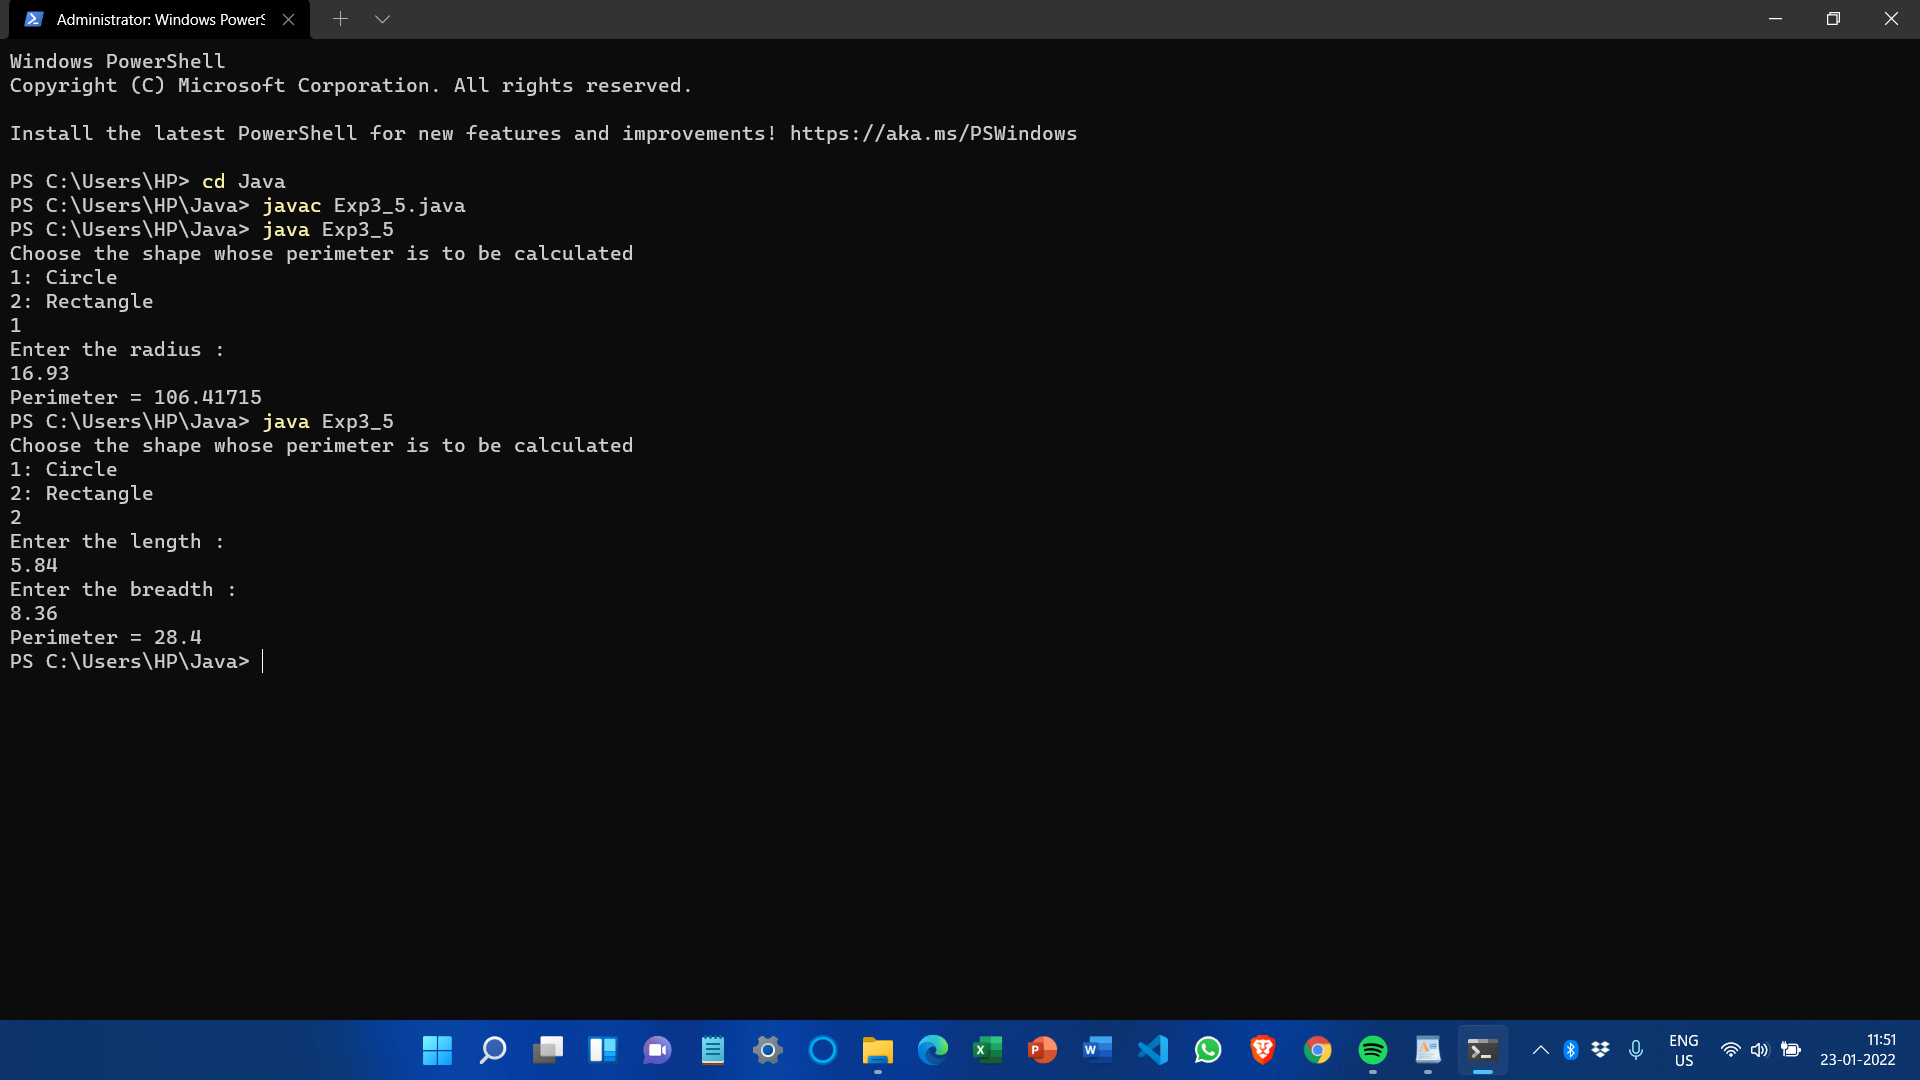 Administrator: Windows PowerS
Windows PowerShell
Copyright (C) Microsoft Corporation. All rights reserved.
Install the latest PowerShell for new features and improvements! https://aka.ms/PSWindows
PS C:\Users\HP> cd Java
PS C:\Users\HP\Java> javac Exp3_5.java
PS C:\Users\HP\Java> java Exp3_5
Choose the shape whose perimeter is to be calculated
1: Circle
2: Rectangle
1
Enter the radius :
16.93
Perimeter = 106.41715
PS C:\Users\HP\Java> java Exp3_5
Choose the shape whose perimeter is to be calculated
1: Circle
2: Rectangle
2
Enter the length :
5.84
Enter the breadth :
8.36
Perimeter = 28.4
PS C:\Users\HP\Java>
ENG
US
11:51
23-01-2022